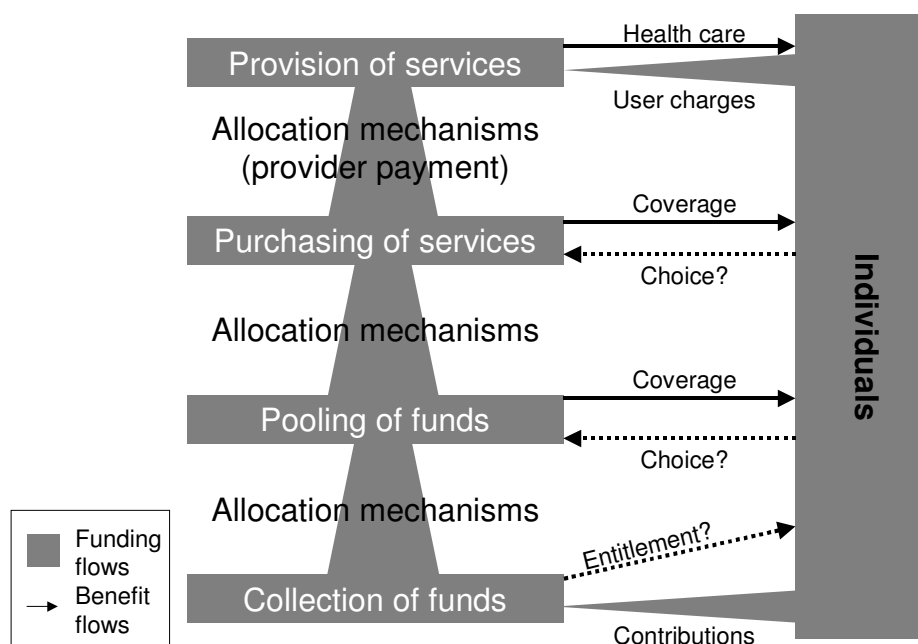 Health care
Provision of services
User charges
Allocation mechanisms
(provider payment)
Coverage
Purchasing of services
Choice?
Individuals
Allocation mechanisms
Coverage
Pooling of funds
Choice?
Allocation mechanisms
Entitlement?
Funding
flows
Benefit
flows
Collection of funds
Contributions